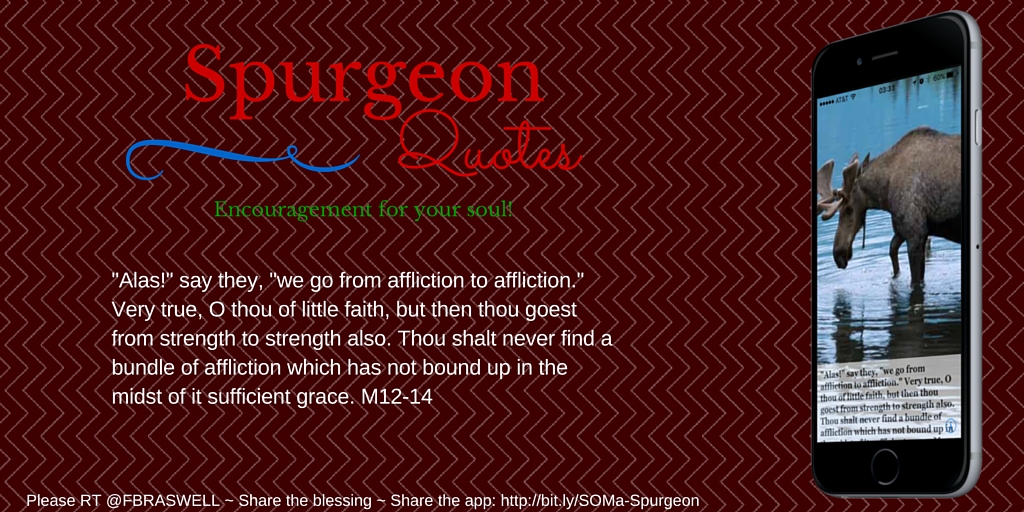 Spurgeon
Quotes
Encouragement for your soul!
"Alas!" say they, "we go from affliction to affliction."
Very true, O thou of little faith, but then thou goest
from strength to strength also. Thou shalt never find a
bundle of affliction which has not bound up in the
midst of it sufficient grace. M12-14
Please RT @FBRASWELL ~ Share the blessing ~ Share the app: http://bit.ly/SOMa-Spurgeon
AT&T 03:33 60%
"Alas!" say they, "we go from
affliction to affliction." Very true, O
thou of little faith, but then thou
goest from strength to strength also.
Thou shalt never find a bundle of
affliction which has not bound up in